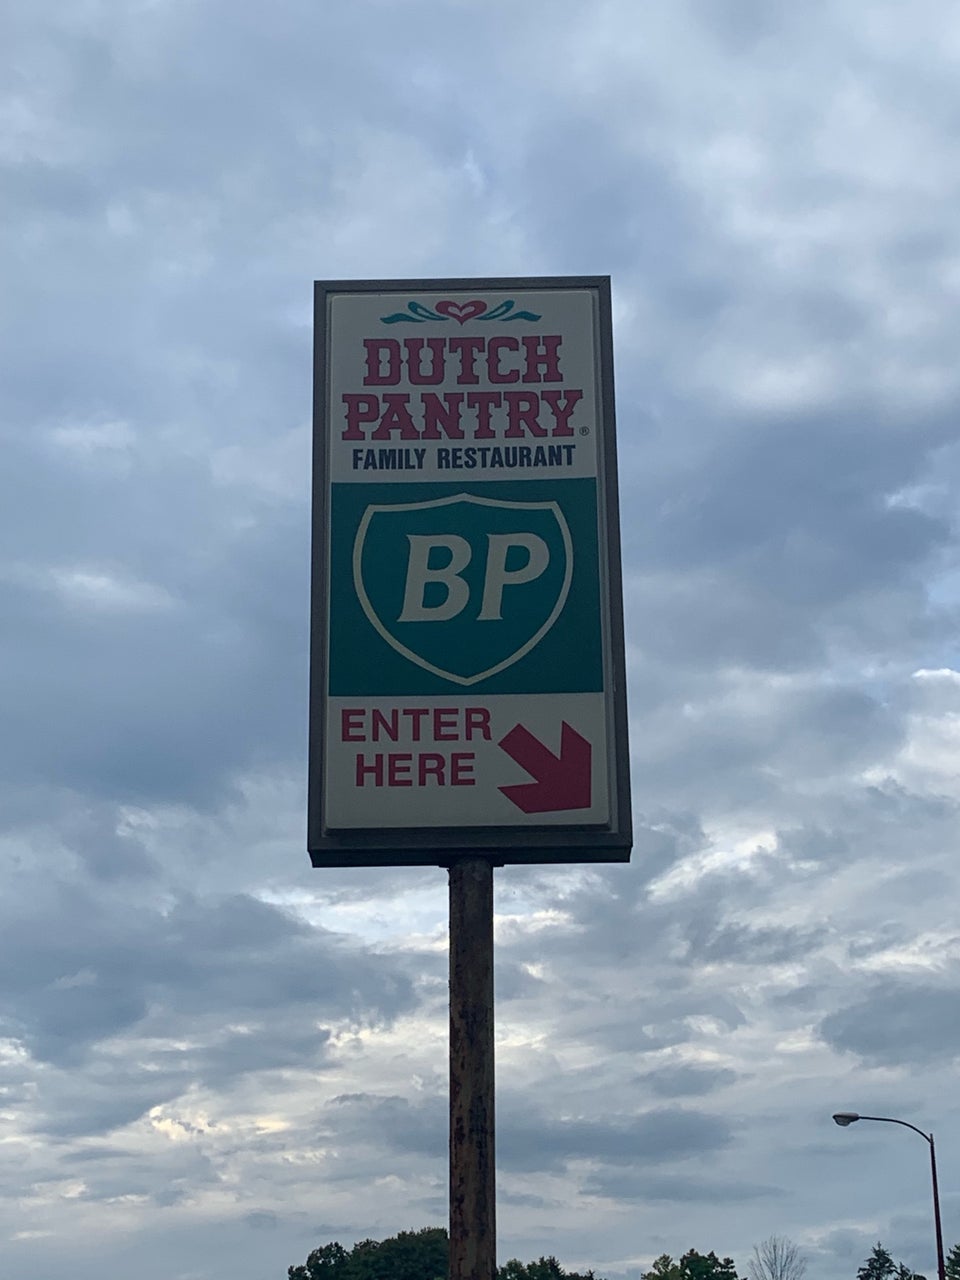 DUTCH
PANTRY®
FAMILY RESTAURANT
BP
ENTER
HERE